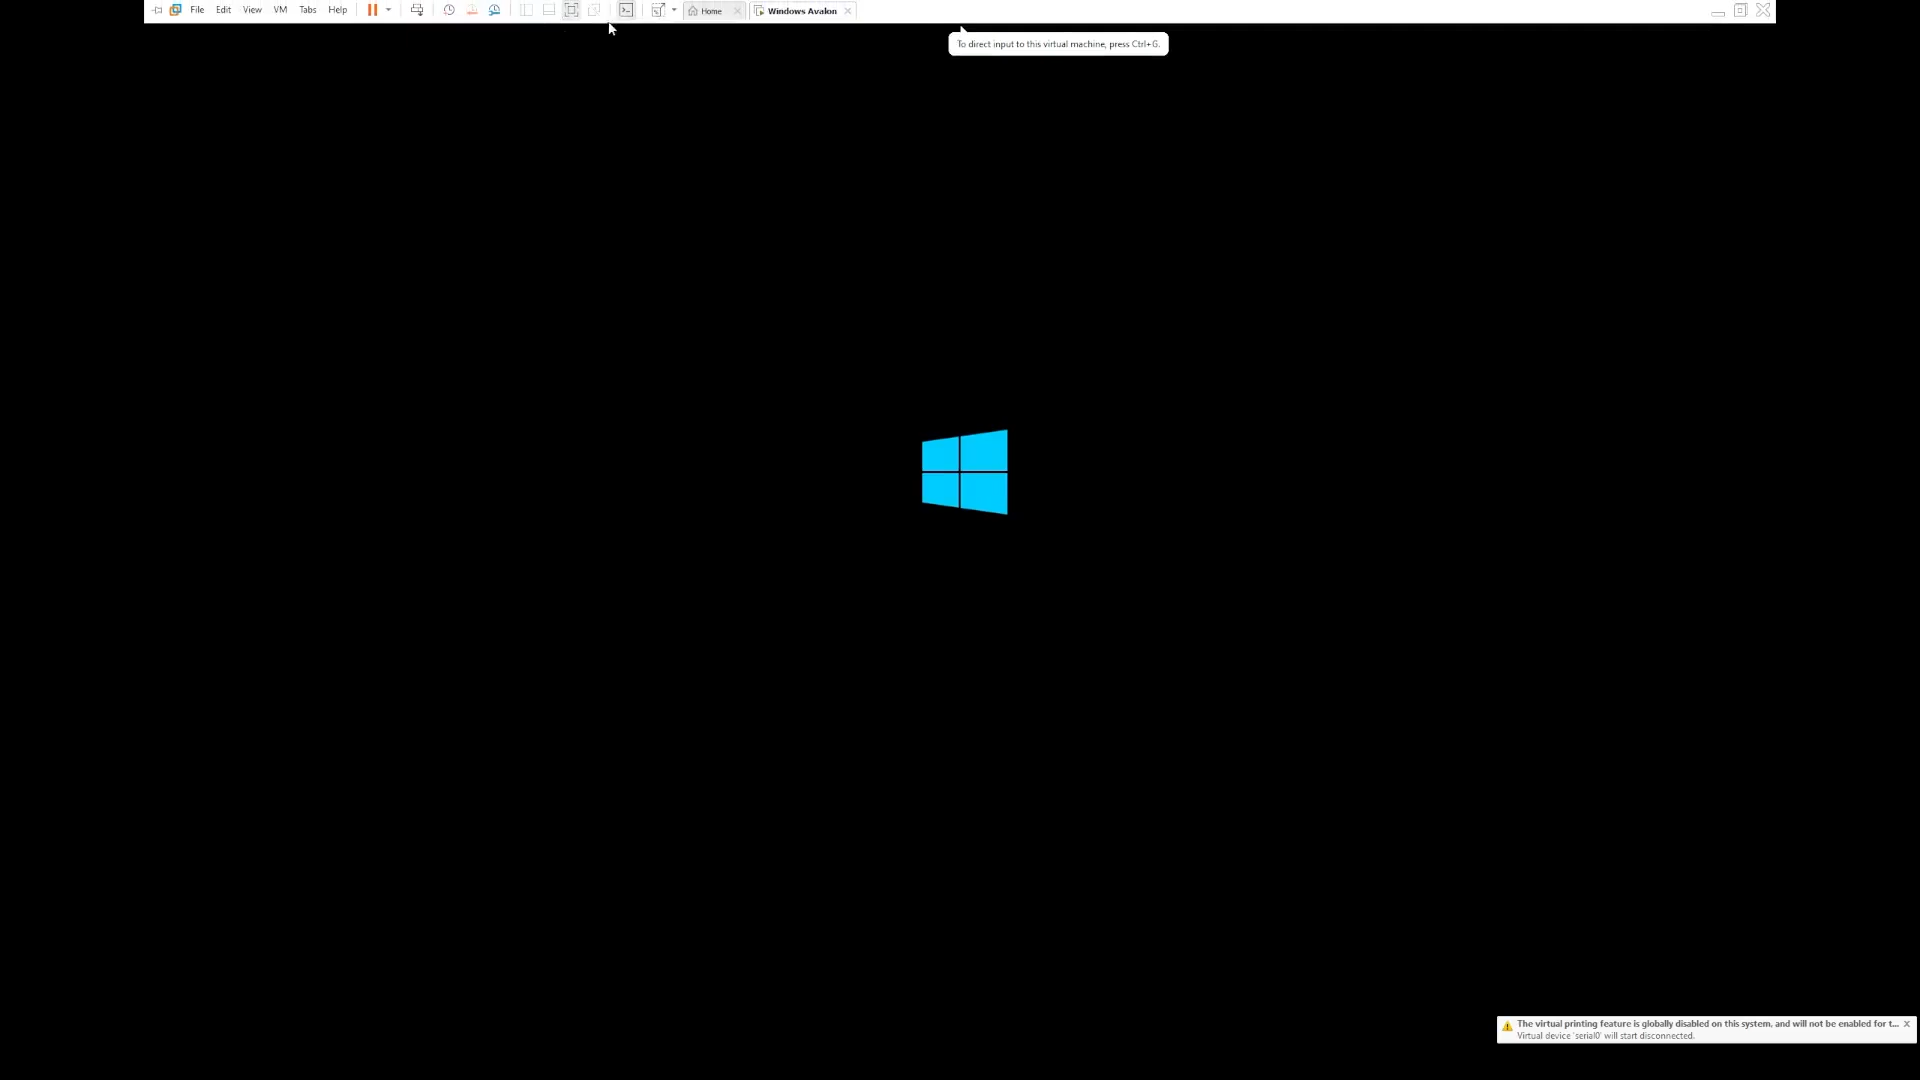 File Edit View VM Tabs Help Home Windows Avalon
To direct input to this virtual machine, press Ctrl+G.
The virtual printing feature is globally disabled on this system, and will not be enabled for t...
Virtual device 'serial0' will start disconnected.